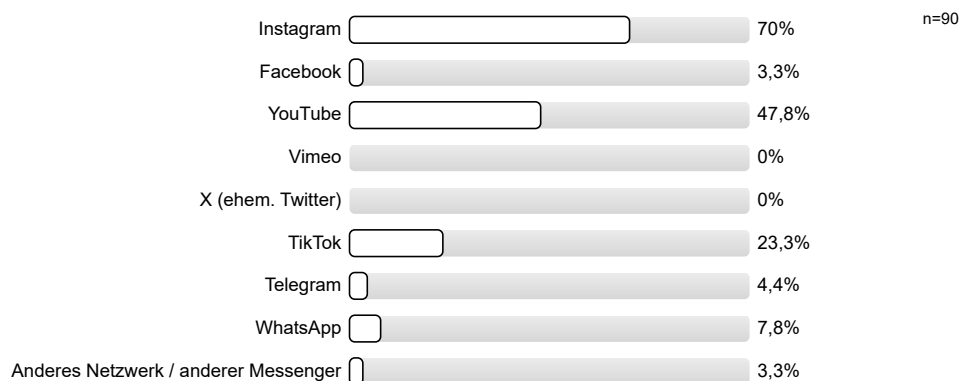 Instagram 70% n=90
Facebook 3,3%
YouTube 47,8%
Vimeo 0%
X (ehem. Twitter) 0%
TikTok 23,3%
Telegram 4,4%
WhatsApp 7,8%
Anderes Netzwerk / anderer Messenger 3,3%